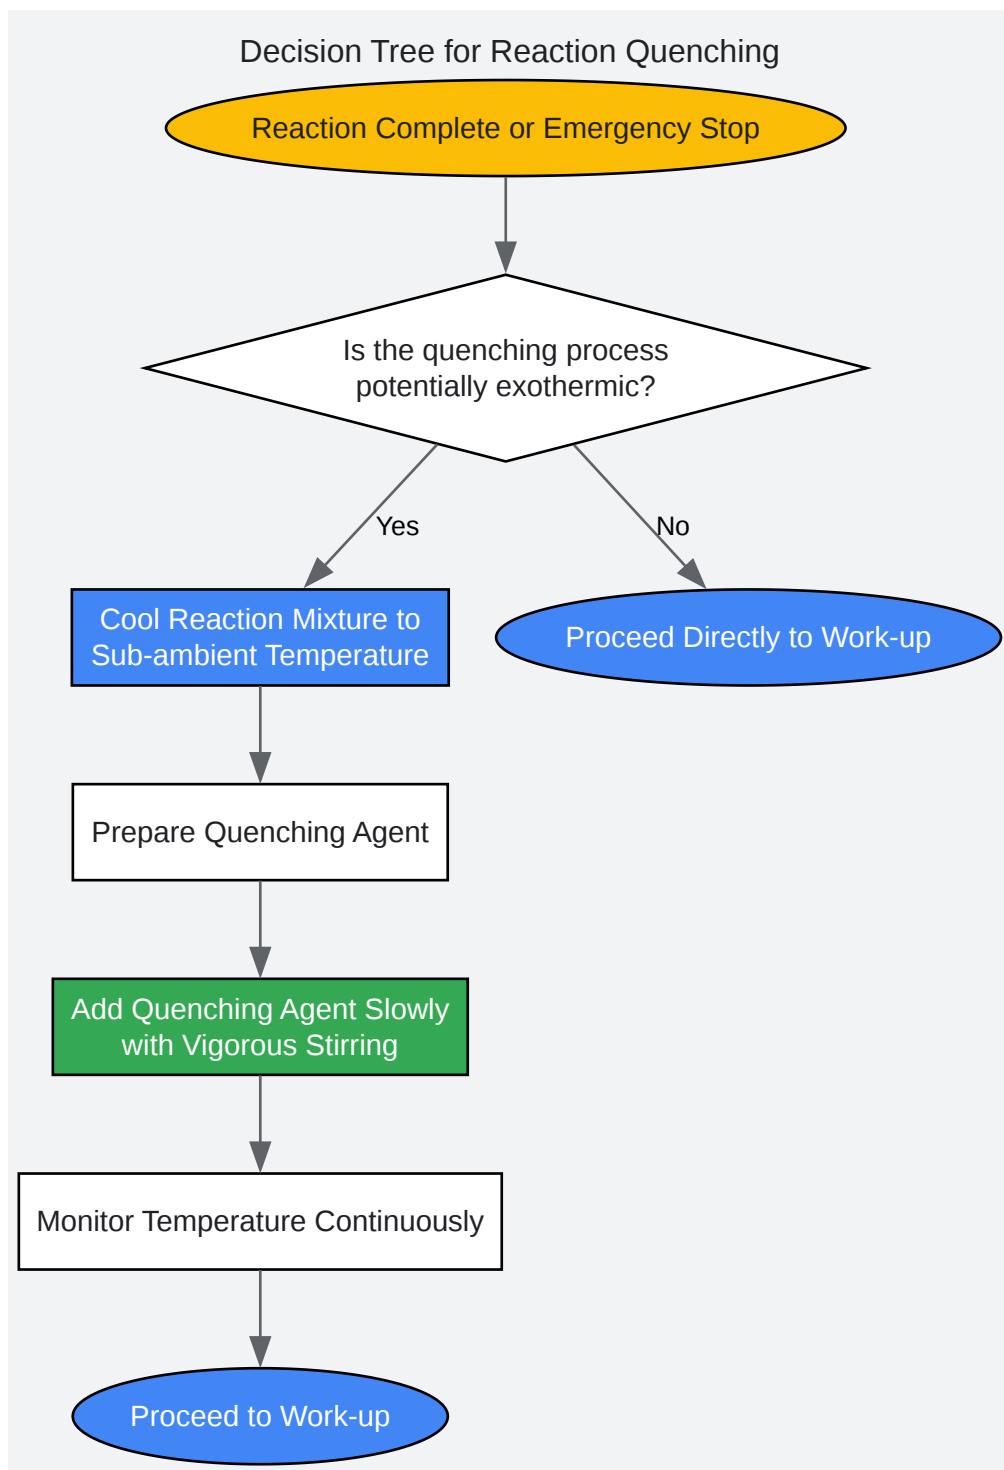 Decision Tree for Reaction Quenching
Reaction Complete or Emergency Stop
Is the quenching process
potentially exothermic?
Yes
No
Cool Reaction Mixture to
Sub-ambient Temperature
Proceed Directly to Work-up
Prepare Quenching Agent
Add Quenching Agent Slowly
with Vigorous Stirring
Monitor Temperature Continuously
Proceed to Work-up